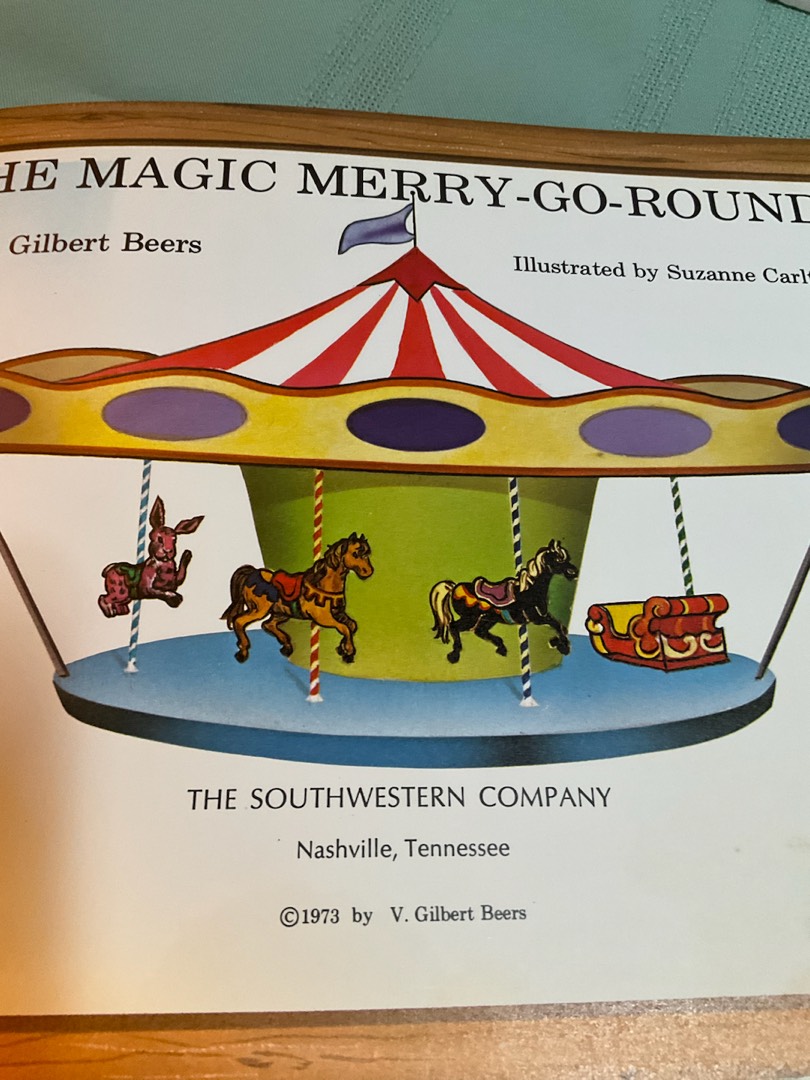 HE MAGIC MERRY-GO-ROUND
Gilbert Beers
Illustrated by Suzanne Carl
THE SOUTHWESTERN COMPANY
Nashville, Tennessee
©1973 by V. Gilbert Beers